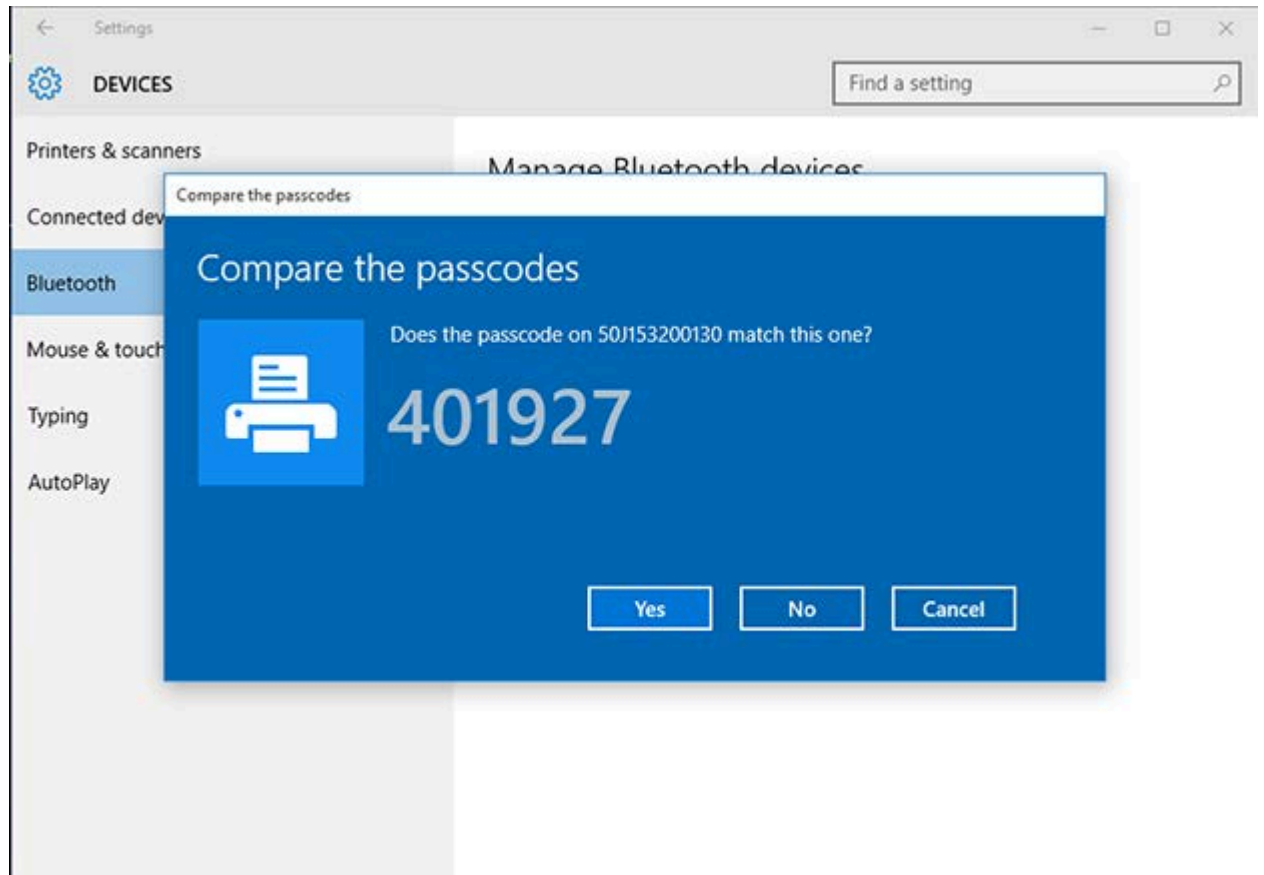 Settings
DEVICES
Find a setting
Printers & scanners
Manage Bluetooth devices
Compare the passcodes
Connected dev
Compare the passcodes
Bluetooth
Does the passcode on 50J153200130 match this one?
Mouse & touch
401927
Typing
AutoPlay
Yes No Cancel